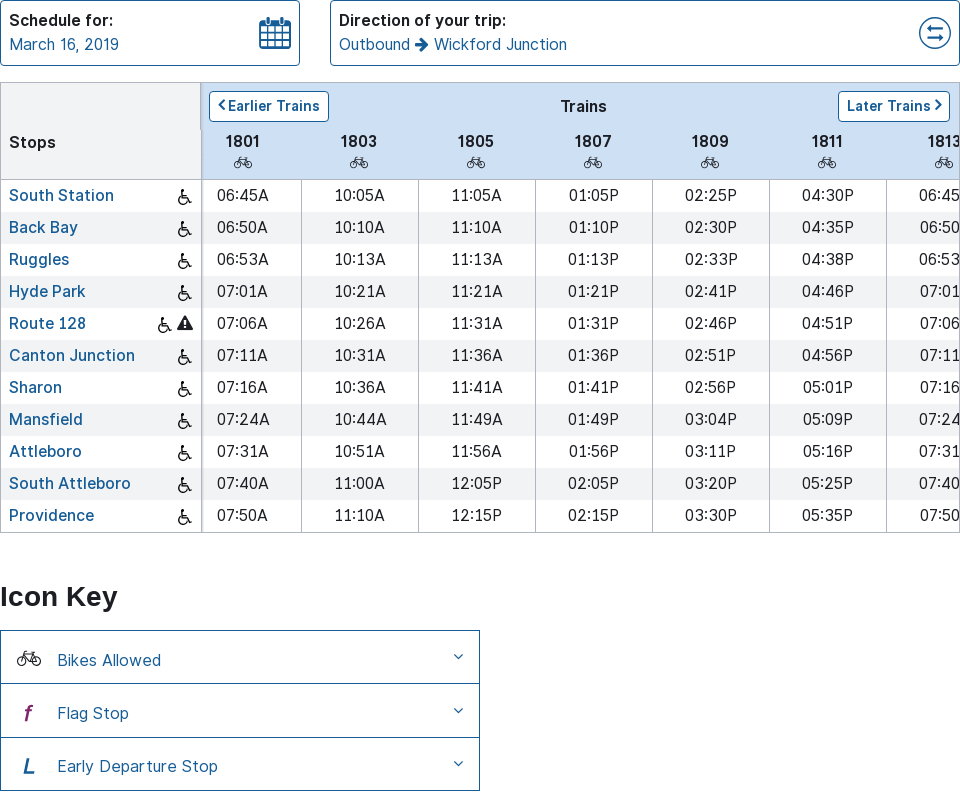 Schedule for:
March 16, 2019
Direction of your trip:
Outbound Wickford Junction
Earlier Trains Trains Later Trains
Stops 1801 1803 1805 1807 1809 1811 1813
South Station 06:45A 10:05A 11:05A 01:05P 02:25P 04:30P 06:45
Back Bay 06:50A 10:10A 11:10A 01:10P 02:30P 04:35P 06:50
Ruggles 06:53A 10:13A 11:13A 01:13P 02:33P 04:38P 06:53
Hyde Park 07:01A 10:21A 11:21A 01:21P 02:41P 04:46P 07:01
Route 128 07:06A 10:26A 11:31A 01:31P 02:46P 04:51P 07:06
Canton Junction 07:11A 10:31A 11:36A 01:36P 02:51P 04:56P 07:11
Sharon 07:16A 10:36A 11:41A 01:41P 02:56P 05:01P 07:16
Mansfield 07:24A 10:44A 11:49A 01:49P 03:04P 05:09P 07:24
Attleboro 07:31A 10:51A 11:56A 01:56P 03:11P 05:16P 07:31
South Attleboro 07:40A 11:00A 12:05P 02:05P 03:20P 05:25P 07:40
Providence 07:50A 11:10A 12:15P 02:15P 03:30P 05:35P 07:50
Icon Key
Bikes Allowed
f Flag Stop
L Early Departure Stop